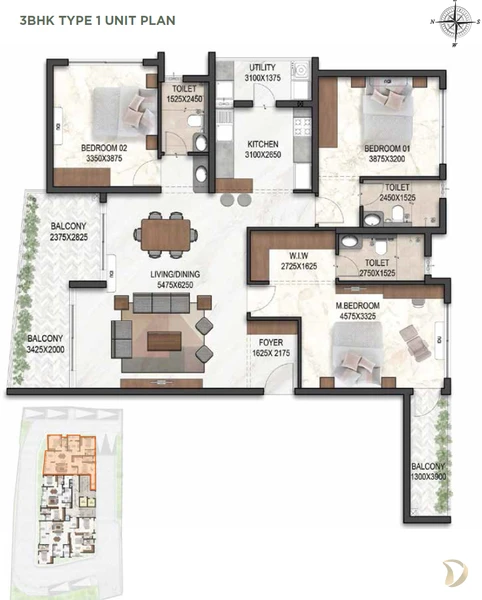 3BHK TYPE 1 UNIT PLAN
N
W
E
S
UTILITY
3100X1375
TOILET
1525X2450
BEDROOM 02
3350X3875
KITCHEN
3100X2650
BEDROOM 01
3875X3200
TOILET
2450X1525
BALCONY
2375X2825
W.I.W
2725X1625
TOILET
2750X1525
LIVING/DINING
5475X6250
M.BEDROOM
4575X3325
BALCONY
3425X2000
FOYER
1625X 2175
BALCONY
1300X3900